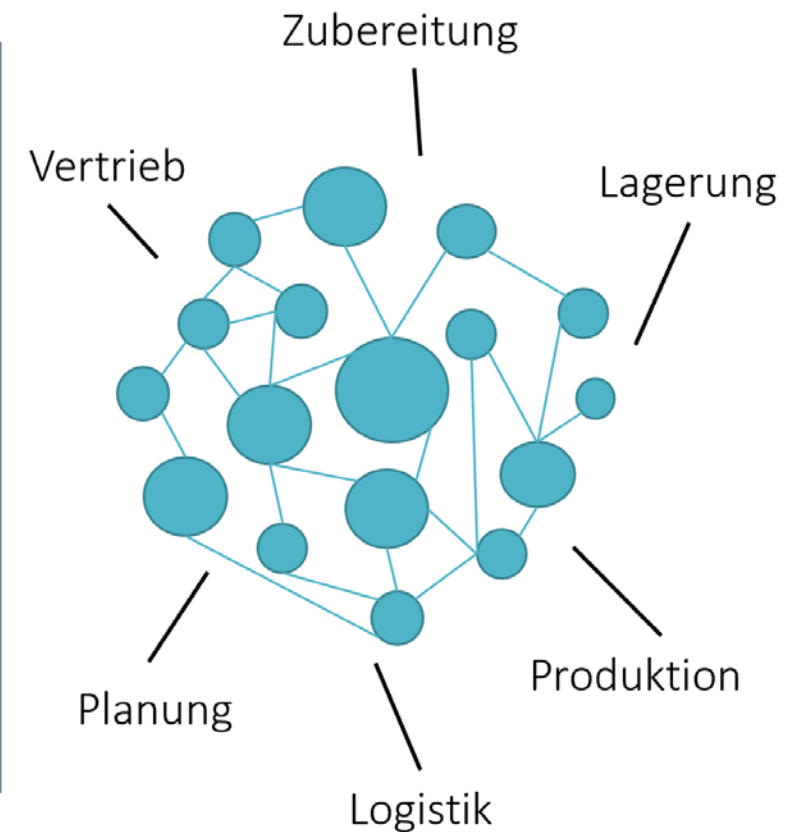 Zubereitung
Vertrieb
Lagerung
Produktion
Planung
Logistik